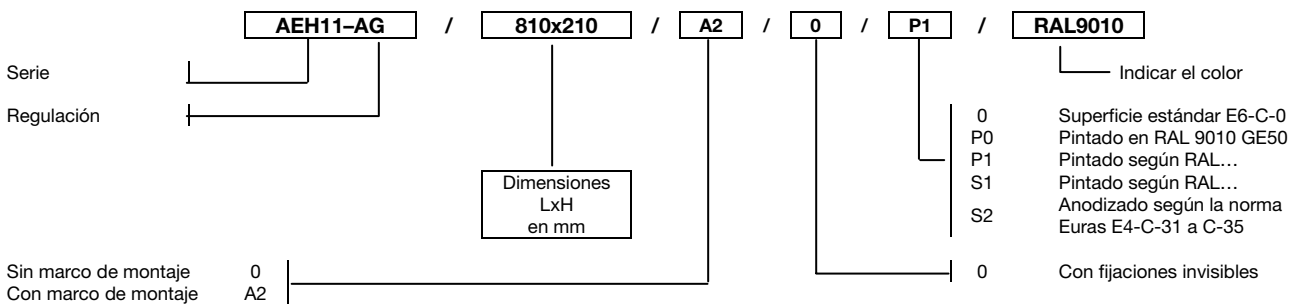 AEH11–AG / 810x210 / A2 / 0 / P1 / RAL9010
Serie
Indicar el color
Regulación
0 Superficie estándar E6-C-0
P0 Pintado en RAL 9010 GE50
P1 Pintado según RAL…
S1 Pintado según RAL…
S2 Anodizado según la norma
Euras E4-C-31 a C-35
Dimensiones
LxH
en mm
Sin marco de montaje 0
Con marco de montaje A2
0 Con fijaciones invisibles